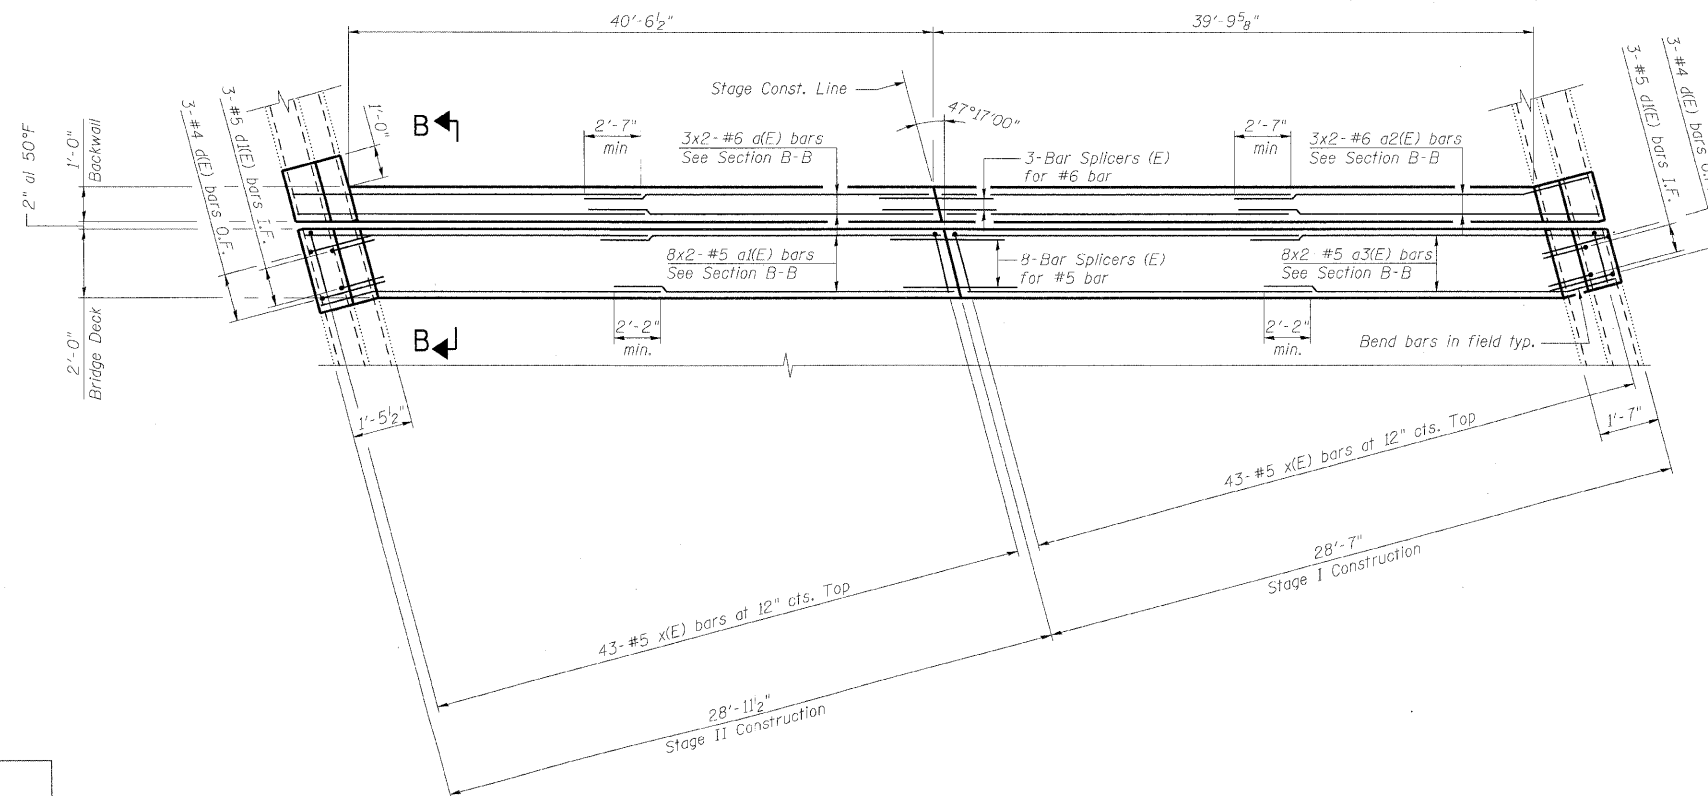 40'-6½"
39'-9⅝"
Stage Const. Line
47°17'00"
3-#4 d(E) bars O.F.
3-#5 d1(E) bars I.F.
1'-0"
B
2'-7"
min
3x2-#6 a(E) bars
See Section B-B
3-Bar Splicers (E)
for #6 bar
2'-7"
min
3x2-#6 a2(E) bars
See Section B-B
3-#5 d1(E) bars I.F.
3-#4 d(E) bars O.
2" at 50°F
1'-0"
Backwall
2'-0"
Bridge Deck
8x2-#5 a1(E) bars
See Section B-B
8-Bar Splicers (E)
for #5 bar
8x2 #5 a3(E) bars
See Section B-B
B
2'-2"
min.
2'-2"
min.
Bend bars in field typ.
1'-5½"
1'-7"
43-#5 x(E) bars at 12" cts. Top
28'-7"
Stage I Construction
43-#5 x(E) bars at 12" cts. Top
28'-11½"
Stage II Construction